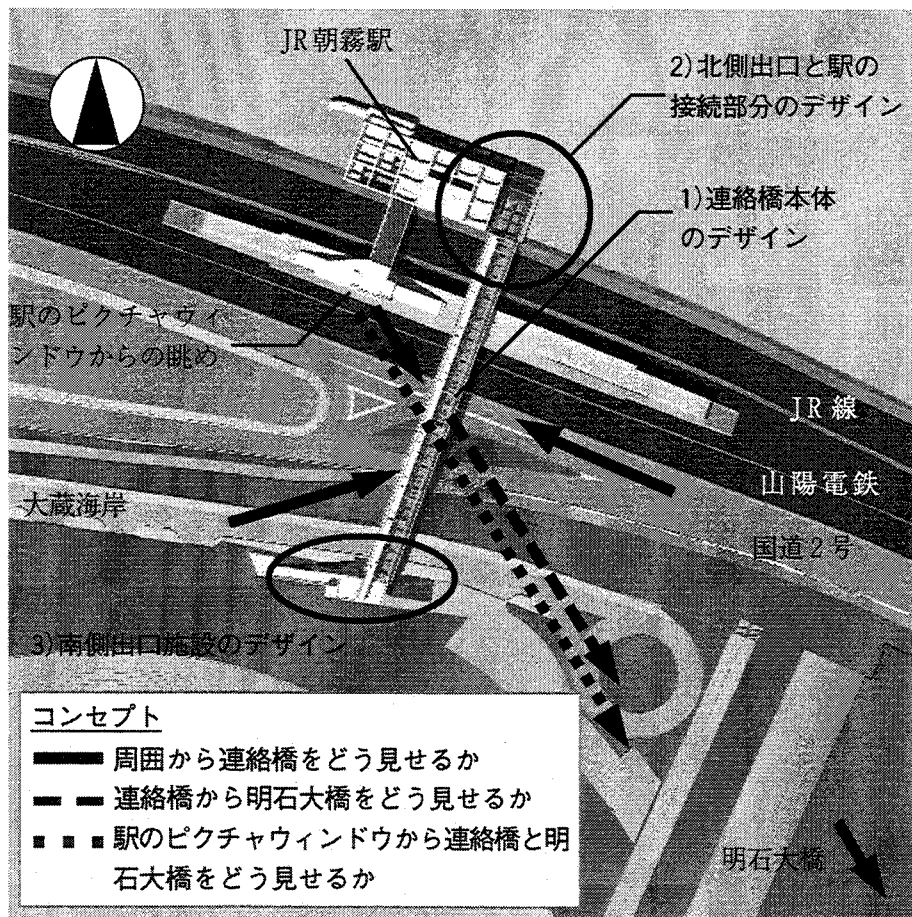 JR朝霧駅
2)北側出口と駅の
接続部分のデザイン
1)連絡橋本体
のデザイン
駅のピクチャウィ
ンドウからの眺め
JR線
山陽電鉄
大蔵海岸
国道2号
3)南側出口施設のデザイン
コンセプト
周囲から連絡橋をどう見せるか
連絡橋から明石大橋をどう見せるか
駅のピクチャウィンドウから連絡橋と明
石大橋をどう見せるか
明石大橋